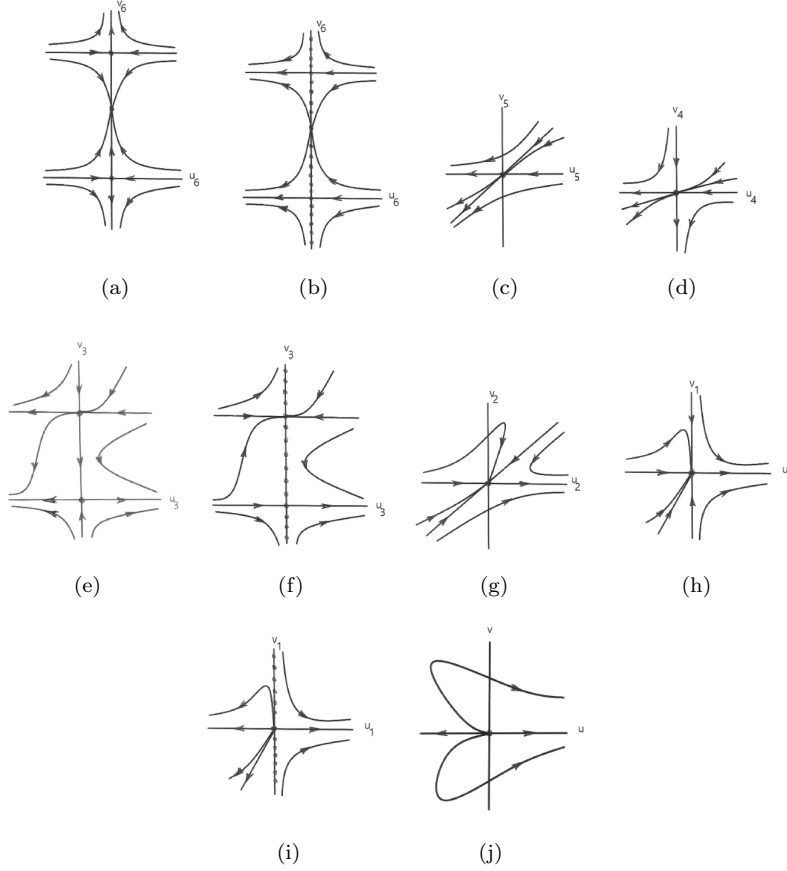 v6 v6
v5 v4
u6 u6 u5 u4
(a) (b) (c) (d)
v3 v3 v2 v1
u3 u3 u2 u
(e) (f) (g) (h)
v1 v
u1 u
(i) (j)